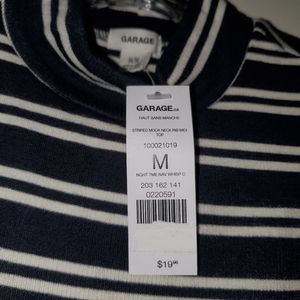 GARAGE
M
GARAGE.CA
HAUT SANS MANCHE
STRIPED MOCK NECK RIB MIDI
TOP
100021019
M
NIGHT TIME NAV WHISP C
203 162 141
0220591
$19